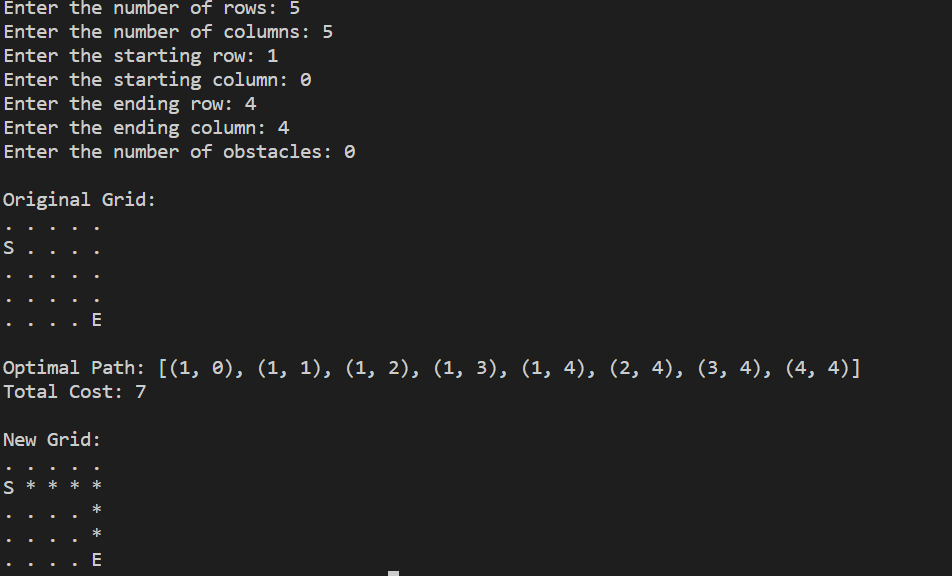 Enter the number of rows: 5
Enter the number of columns: 5
Enter the starting row: 1
Enter the starting column: 0
Enter the ending row: 4
Enter the ending column: 4
Enter the number of obstacles: 0
Original Grid:
. . . . .
S . . . .
. . . . .
. . . . .
. . . . E
Optimal Path: [(1, 0), (1, 1), (1, 2), (1, 3), (1, 4), (2, 4), (3, 4), (4, 4)]
Total Cost: 7
New Grid:
. . . . .
S * * * *
. . . . *
. . . . *
. . . . E